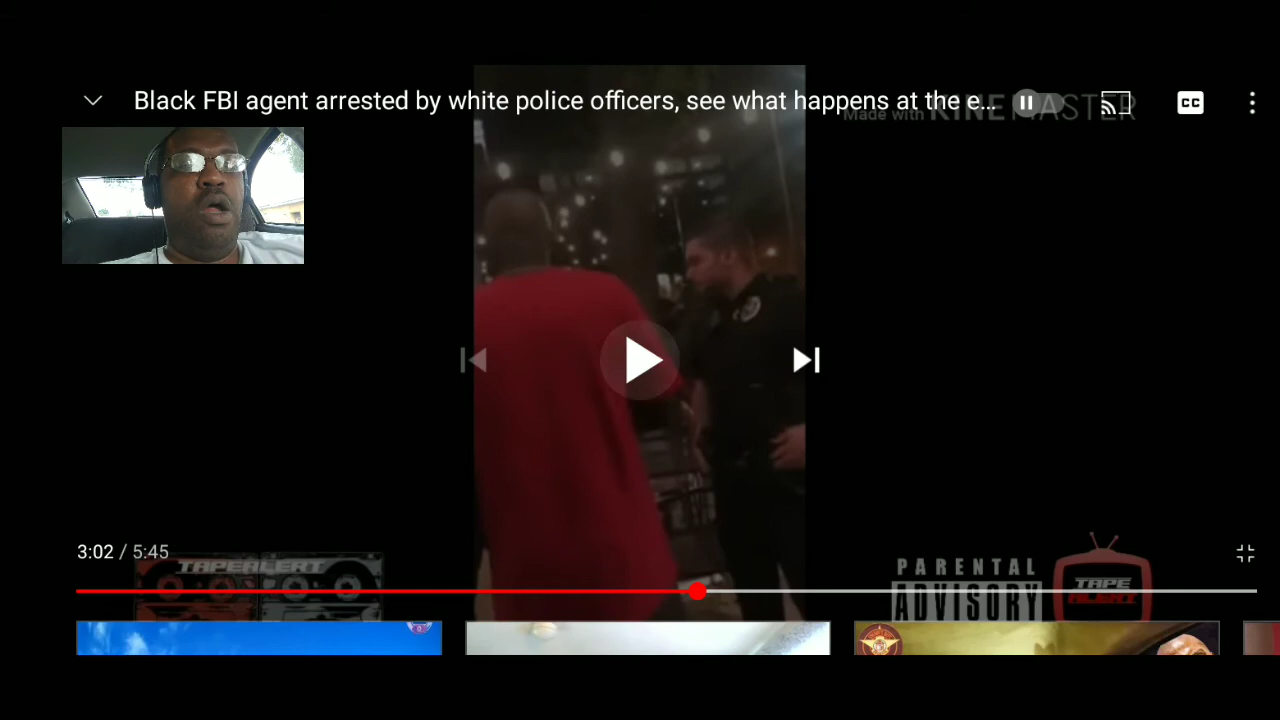 Black FBI agent arrested by white police officers, see what happens at the e...
CC
Made with KINEMASTER
3:02 / 5:45
TAPEALERT
PARENTAL
ADVISORY
TAPE
ALERT